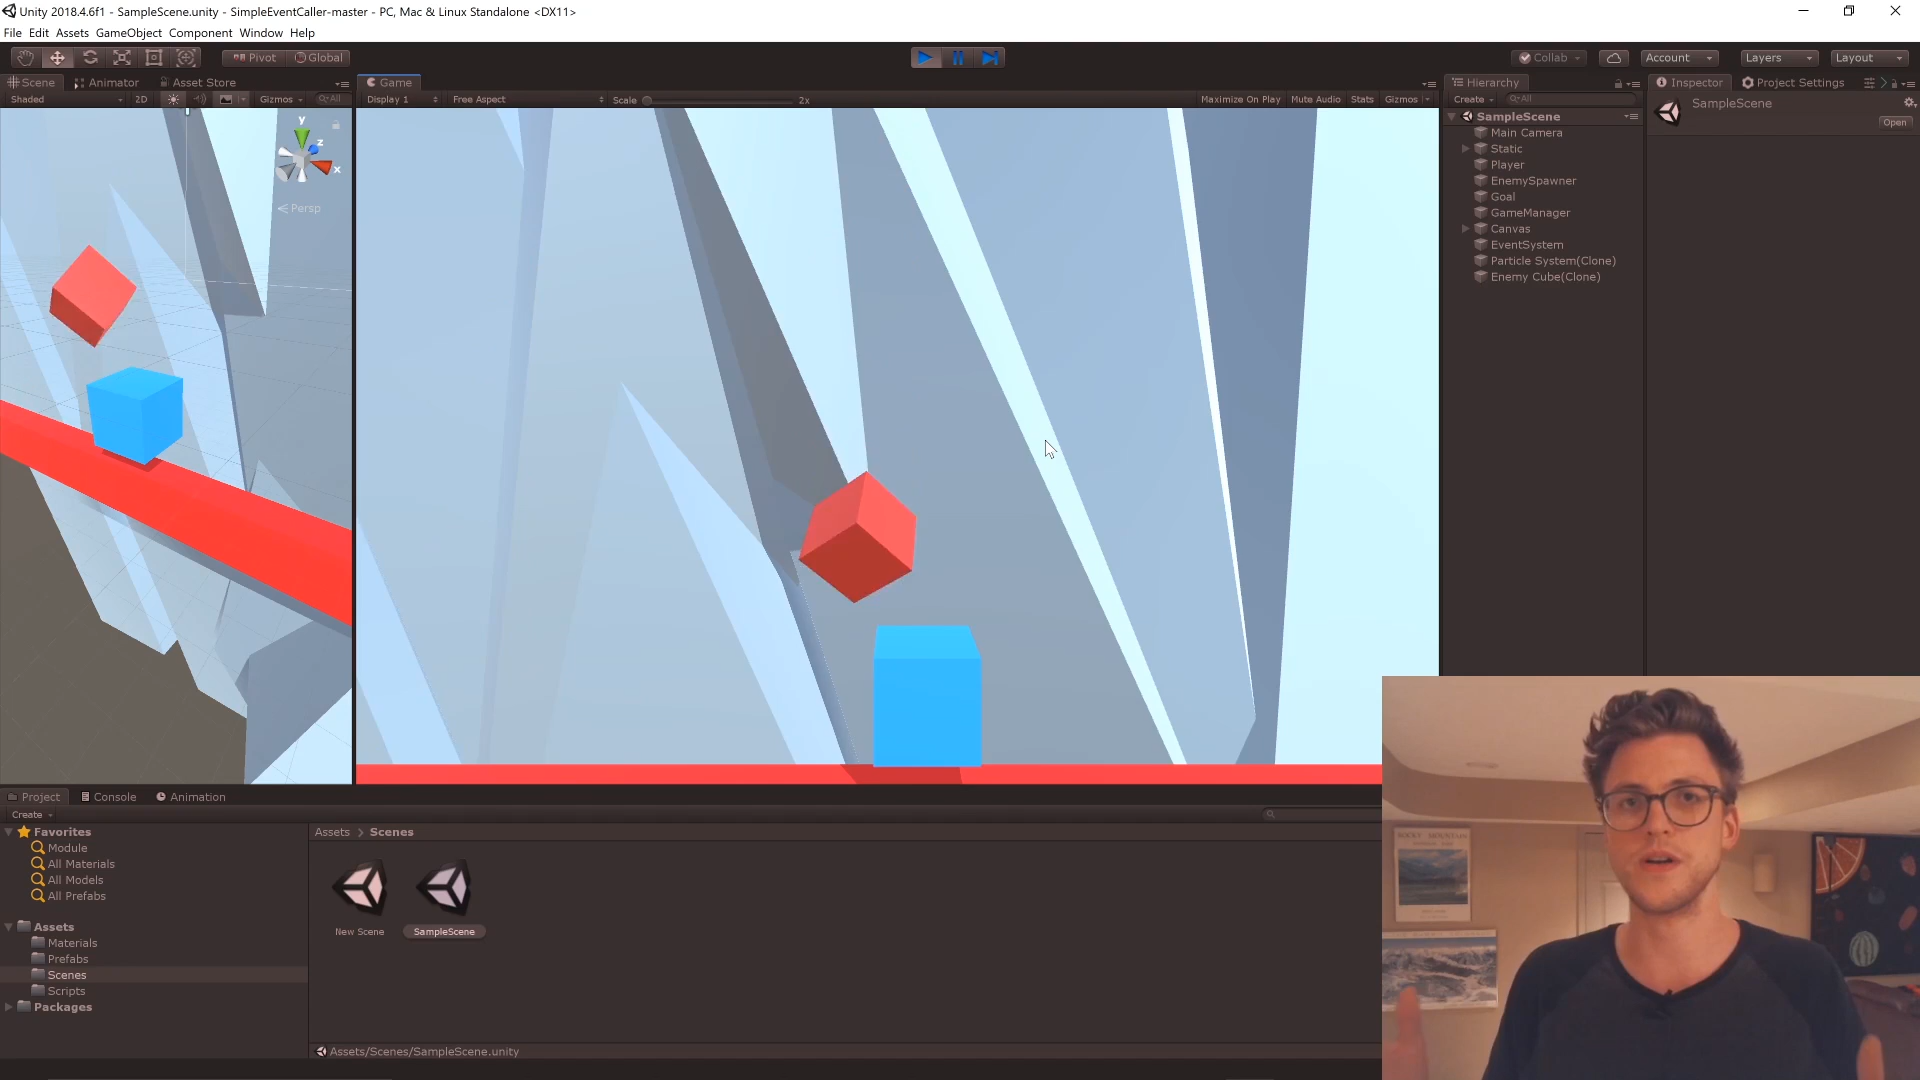 Unity 2018.4.6f1 - SampleScene.unity - SimpleEventCaller-master - PC, Mac & Linux Standalone <DX11>
File Edit Assets GameObject Component Window Help
Pivot Global Collab Account Layers Layout
Scene Animator Asset Store Game Hierarchy Inspector Project Settings
Shaded 2D Gizmos All Display 1 Free Aspect Scale 2x Maximize On Play Mute Audio Stats Gizmos Create All SampleScene
Open
SampleScene
Main Camera
Static
Player
EnemySpawner
Goal
GameManager
Canvas
EventSystem
Particle System(Clone)
Enemy Cube(Clone)
y
z
x
Persp
Project Console Animation
Create
Favorites
Module
All Materials
All Models
All Prefabs
Assets
Materials
Prefabs
Scenes
Scripts
Packages
Assets > Scenes
New Scene SampleScene
Assets/Scenes/SampleScene.unity
ROCKY MOUNTAIN